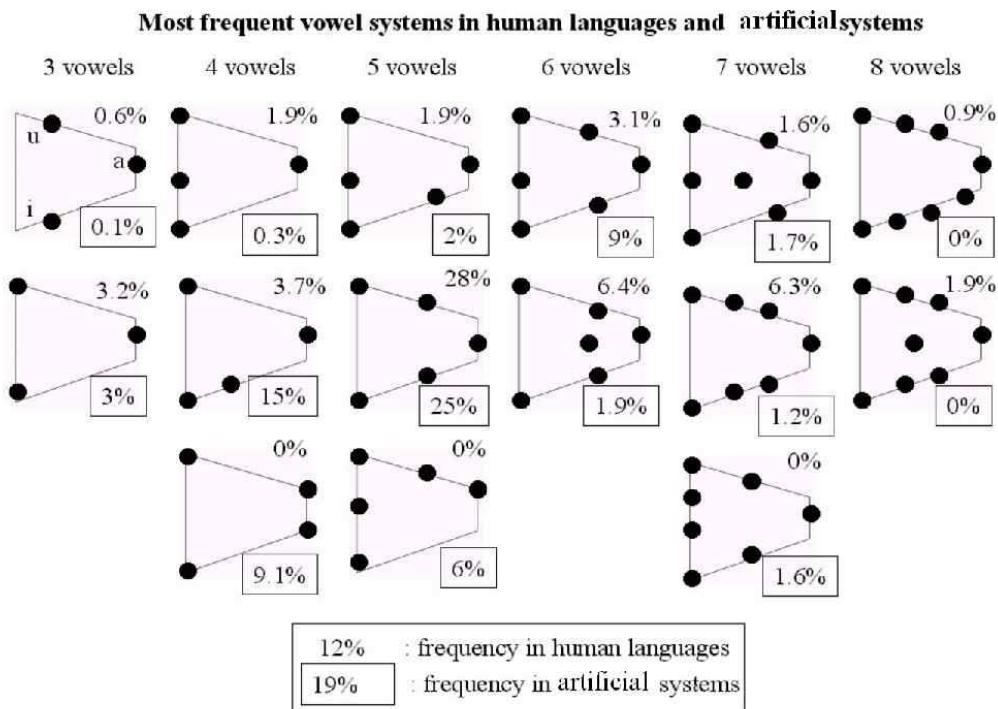 Most frequent vowel systems in human languages and artificial systems
3 vowels 4 vowels 5 vowels 6 vowels 7 vowels 8 vowels
0.6% 1.9% 1.9% 3.1% 1.6% 0.9%
u
a
i
0.1% 0.3% 2% 9% 1.7% 0%
3.2% 3.7% 28% 6.4% 6.3% 1.9%
3% 15% 25% 1.9% 1.2% 0%
0% 0% 0%
9.1% 6% 1.6%
12% : frequency in human languages
19% : frequency in artificial systems